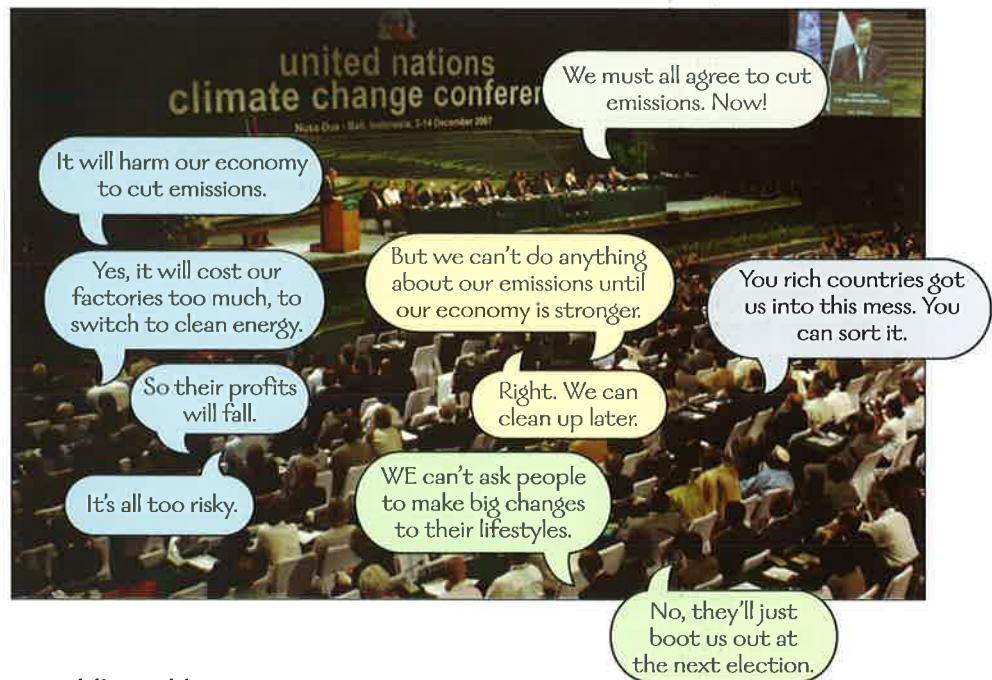 united nations
climate change confere
Nusa Dua - Bali, Indonesia, 3-14 December 2007
We must all agree to cut
emissions. Now!
It will harm our economy
to cut emissions.
Yes, it will cost our
factories too much, to
switch to clean energy.
But we can't do anything
about our emissions until
our economy is stronger.
You rich countries got
us into this mess. You
can sort it.
So their profits
will fall.
Right. We can
clean up later.
It's all too risky.
WE can't ask people
to make big changes
to their lifestyles.
No, they'll just
boot us out at
the next election.